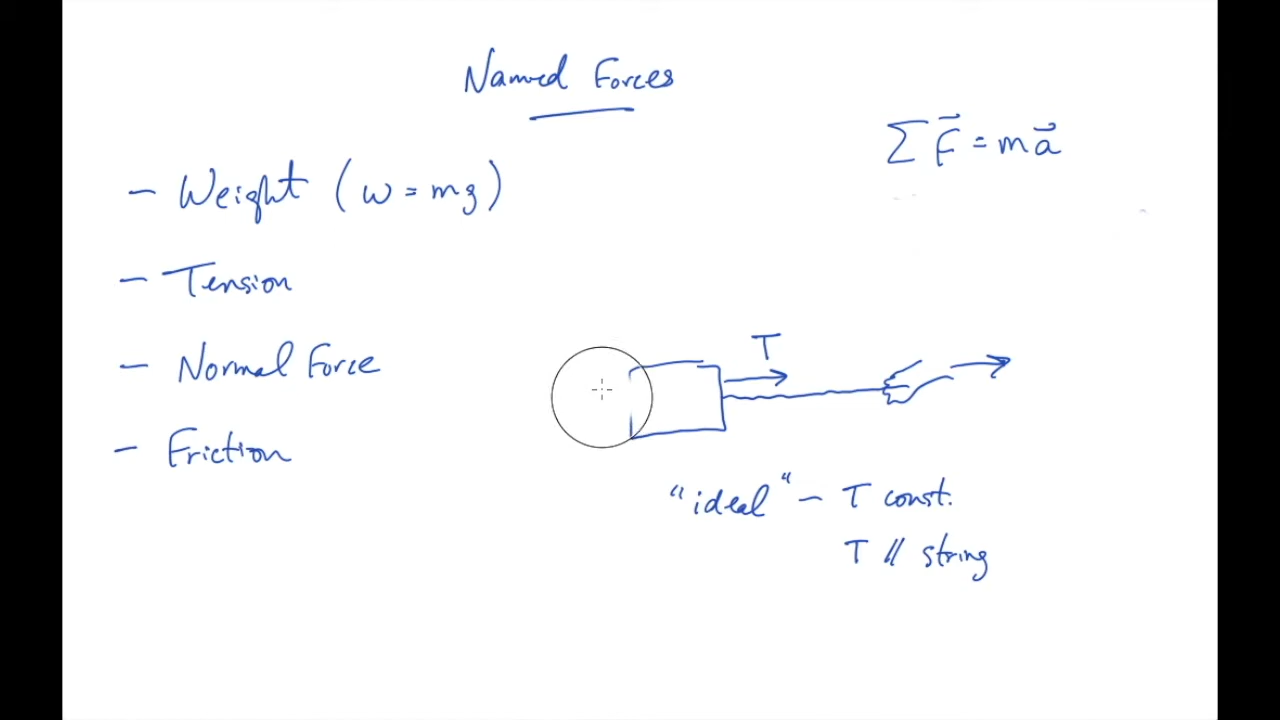 Named Forces
ΣF⃗ = ma⃗
- Weight (w = mg)
- Tension
- Normal Force
- Friction
T
"ideal" - T const.
T // string